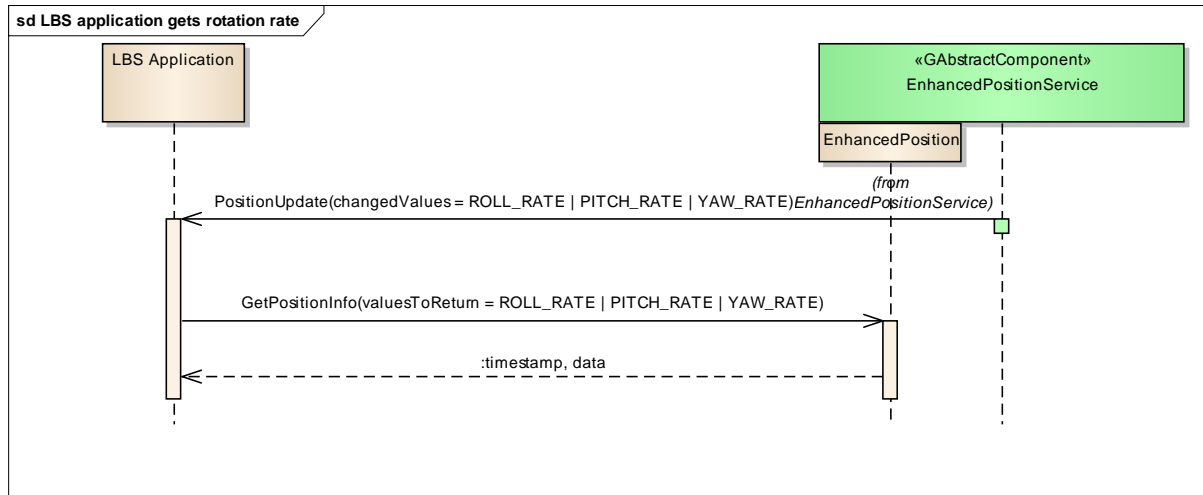 sd LBS application gets rotation rate
LBS Application
«GAbstractComponent»
EnhancedPositionService
EnhancedPosition
(from
EnhancedPositionService)
PositionUpdate(changedValues = ROLL_RATE | PITCH_RATE | YAW_RATE)
GetPositionInfo(valuesToReturn = ROLL_RATE | PITCH_RATE | YAW_RATE)
:timestamp, data